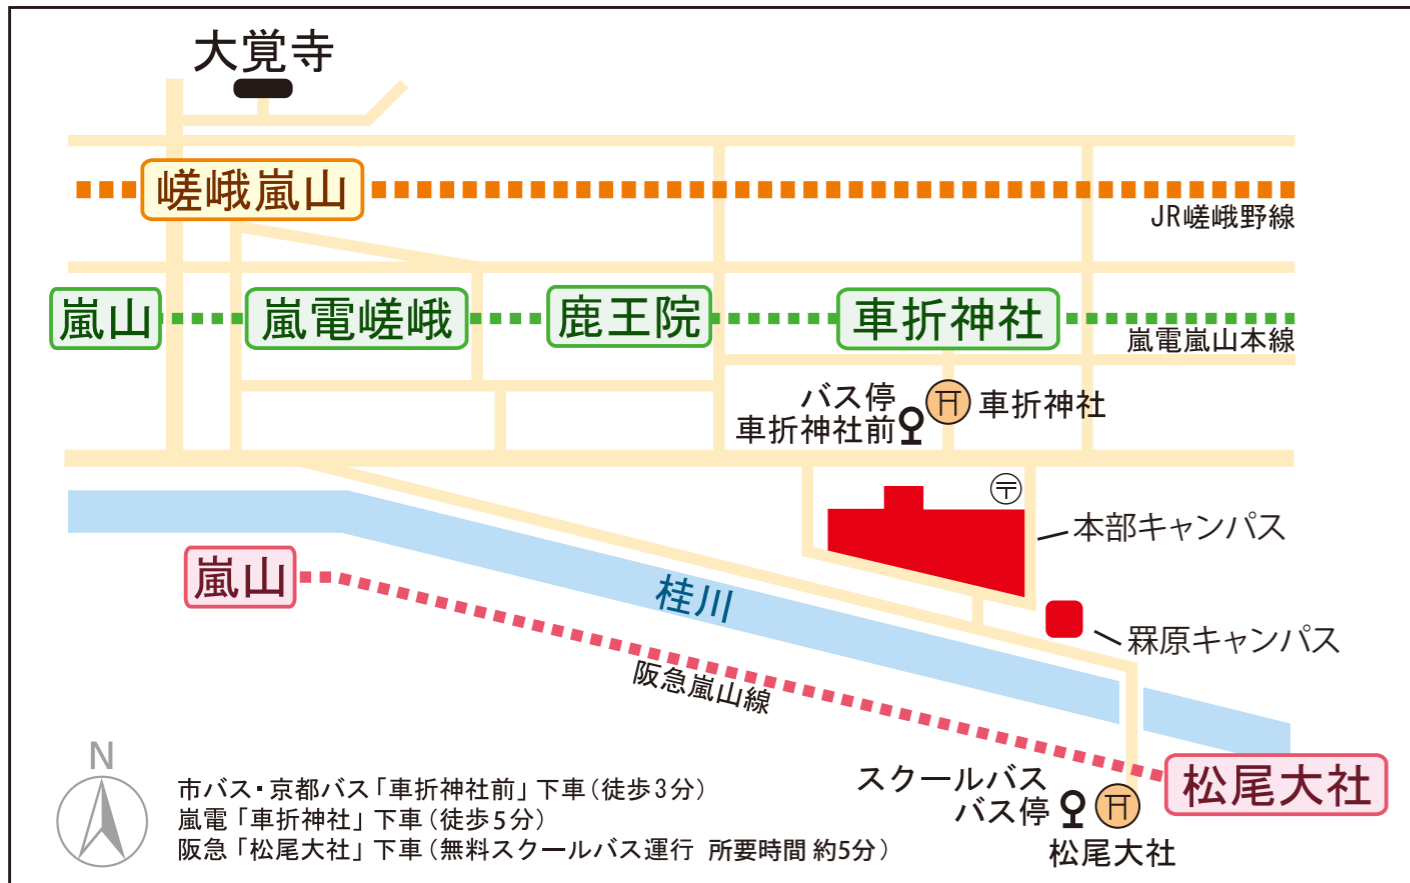 大覚寺
嵯峨嵐山
JR嵯峨野線
嵐山
嵐電嵯峨
鹿王院
車折神社
嵐電嵐山本線
バス停
車折神社前
車折神社
〒
本部キャンパス
嵐山
桂川
罧原キャンパス
阪急嵐山線
松尾大社
スクールバス
バス停
松尾大社
N
市バス・京都バス「車折神社前」下車(徒歩3分)
嵐電「車折神社」下車(徒歩5分)
阪急「松尾大社」下車(無料スクールバス運行 所要時間 約5分)